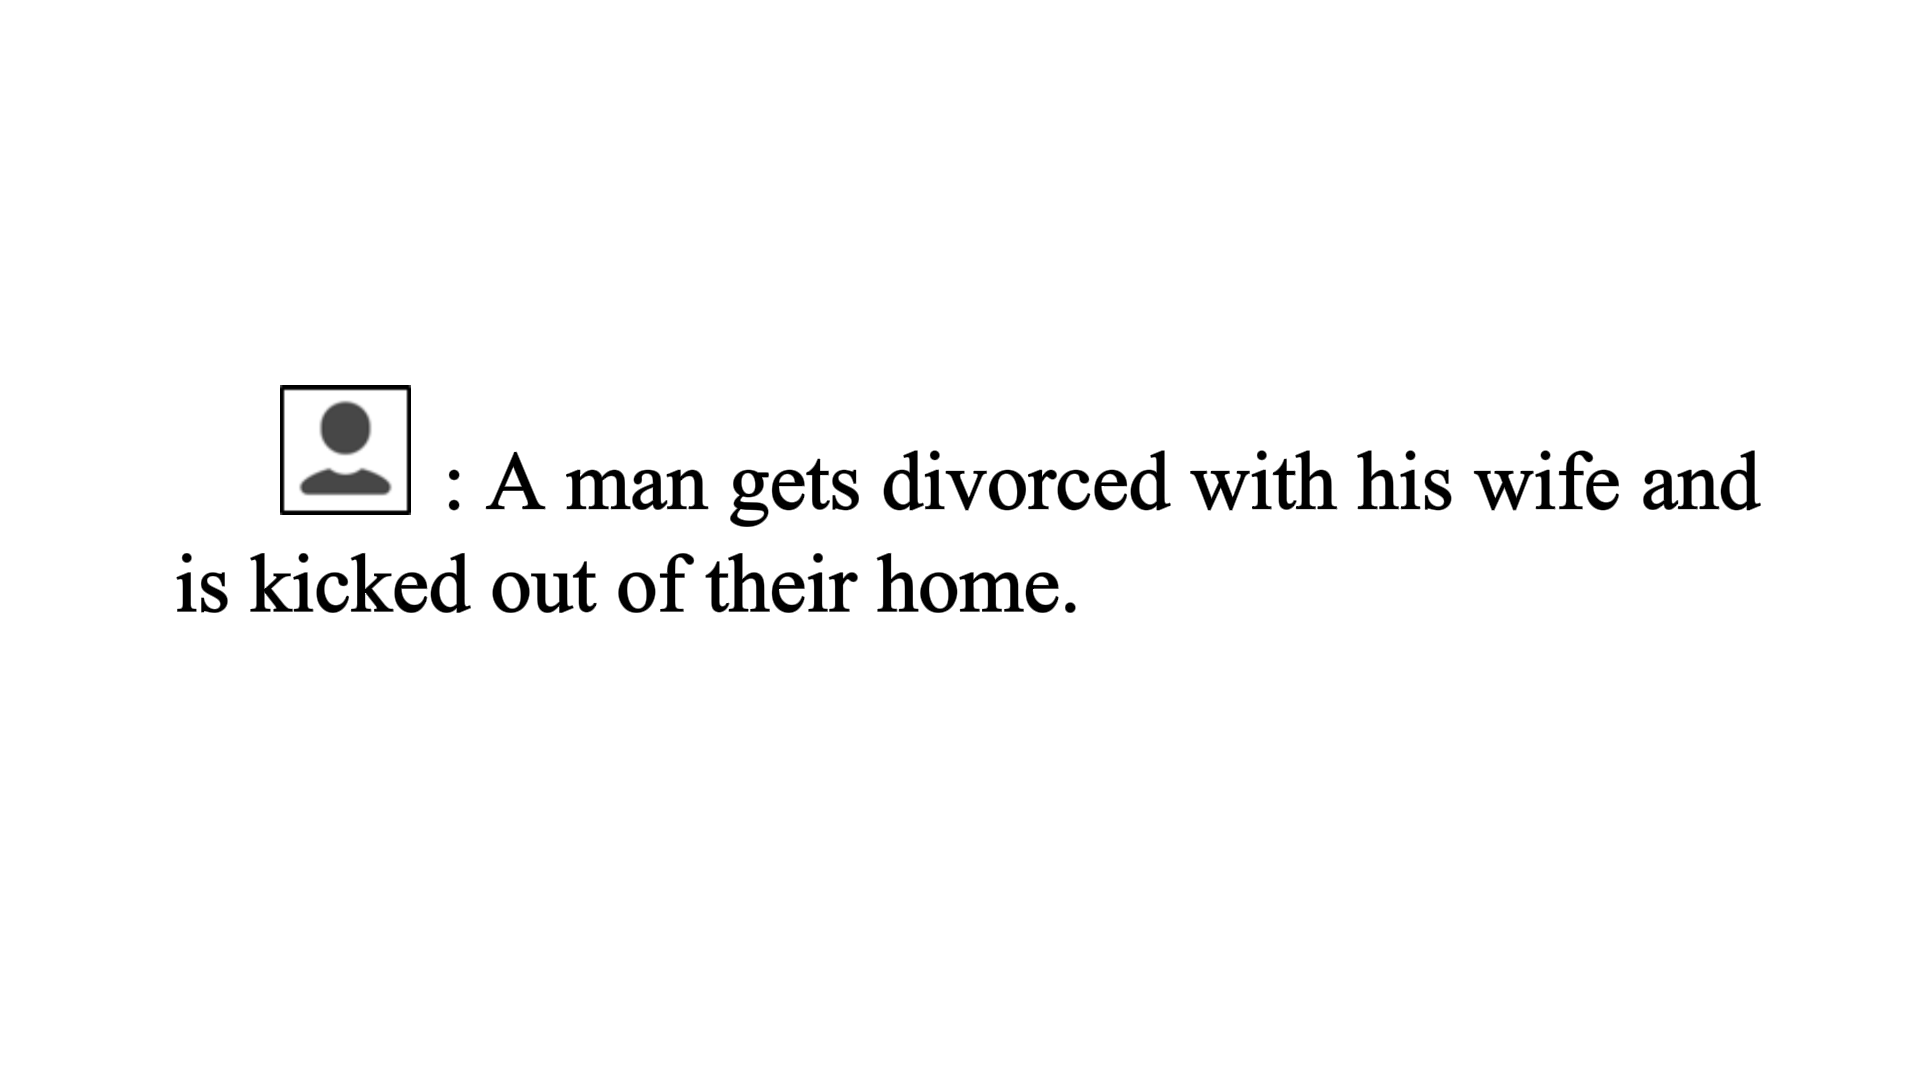 : A man gets divorced with his wife and
is kicked out of their home.